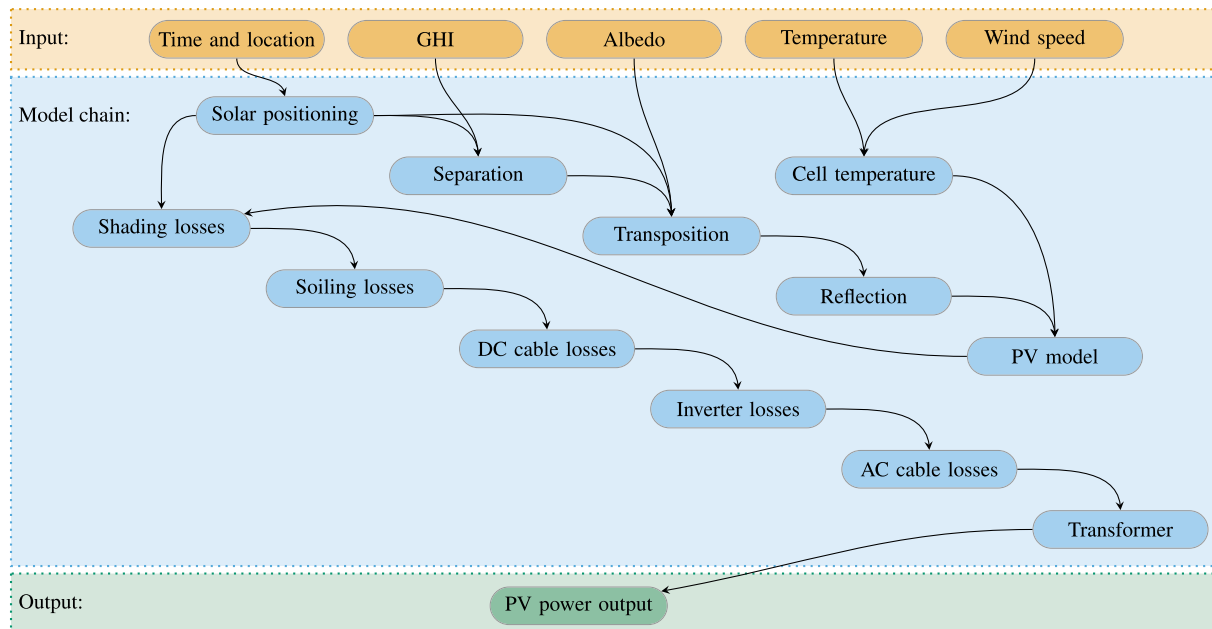 Input:
Time and location
GHI
Albedo
Temperature
Wind speed
Model chain:
Solar positioning
Separation
Cell temperature
Shading losses
Transposition
Soiling losses
Reflection
DC cable losses
PV model
Inverter losses
AC cable losses
Transformer
Output:
PV power output